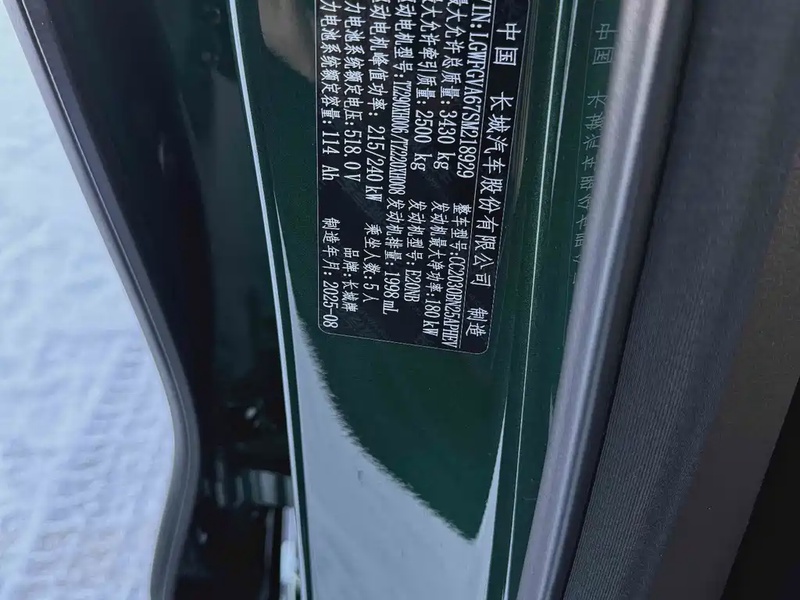 中国 长城汽车股份有限公司 制造
VIN:LGWFGVA67SM218929 整车型号:CC2030BN25APHEV
最大允许总质量:3430 kg 发动机最大净功率:180 kW
最大允许牵引质量:2500 kg 发动机型号:E20NB
驱动电机型号:TZ290XH006/TZ220XH008 发动机排量:1998 mL
驱动电机峰值功率:215/240 kW 乘坐人数:5人
动力电池系统额定电压:518.0 V 品牌:长城牌
动力电池系统额定容量:114 Ah 制造年月:2025-08